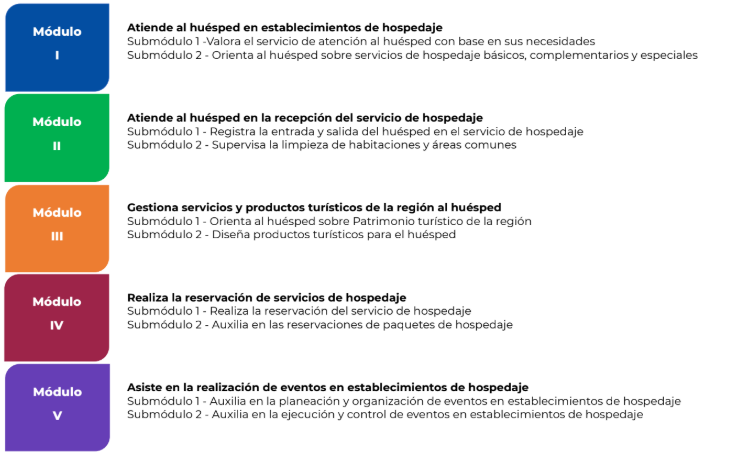 Módulo
I
Atiende al huésped en establecimientos de hospedaje
Submódulo 1 -Valora el servicio de atención al huésped con base en sus necesidades
Submódulo 2 - Orienta al huésped sobre servicios de hospedaje básicos, complementarios y especiales
Módulo
II
Atiende al huésped en la recepción del servicio de hospedaje
Submódulo 1 - Registra la entrada y salida del huésped en el servicio de hospedaje
Submódulo 2 - Supervisa la limpieza de habitaciones y áreas comunes
Módulo
III
Gestiona servicios y productos turísticos de la región al huésped
Submódulo 1 - Orienta al huésped sobre Patrimonio turístico de la región
Submódulo 2 - Diseña productos turísticos para el huésped
Módulo
IV
Realiza la reservación de servicios de hospedaje
Submódulo 1 - Realiza la reservación del servicio de hospedaje
Submódulo 2 - Auxilia en las reservaciones de paquetes de hospedaje
Módulo
V
Asiste en la realización de eventos en establecimientos de hospedaje
Submódulo 1 - Auxilia en la planeación y organización de eventos en establecimientos de hospedaje
Submódulo 2 - Auxilia en la ejecución y control de eventos en establecimientos de hospedaje